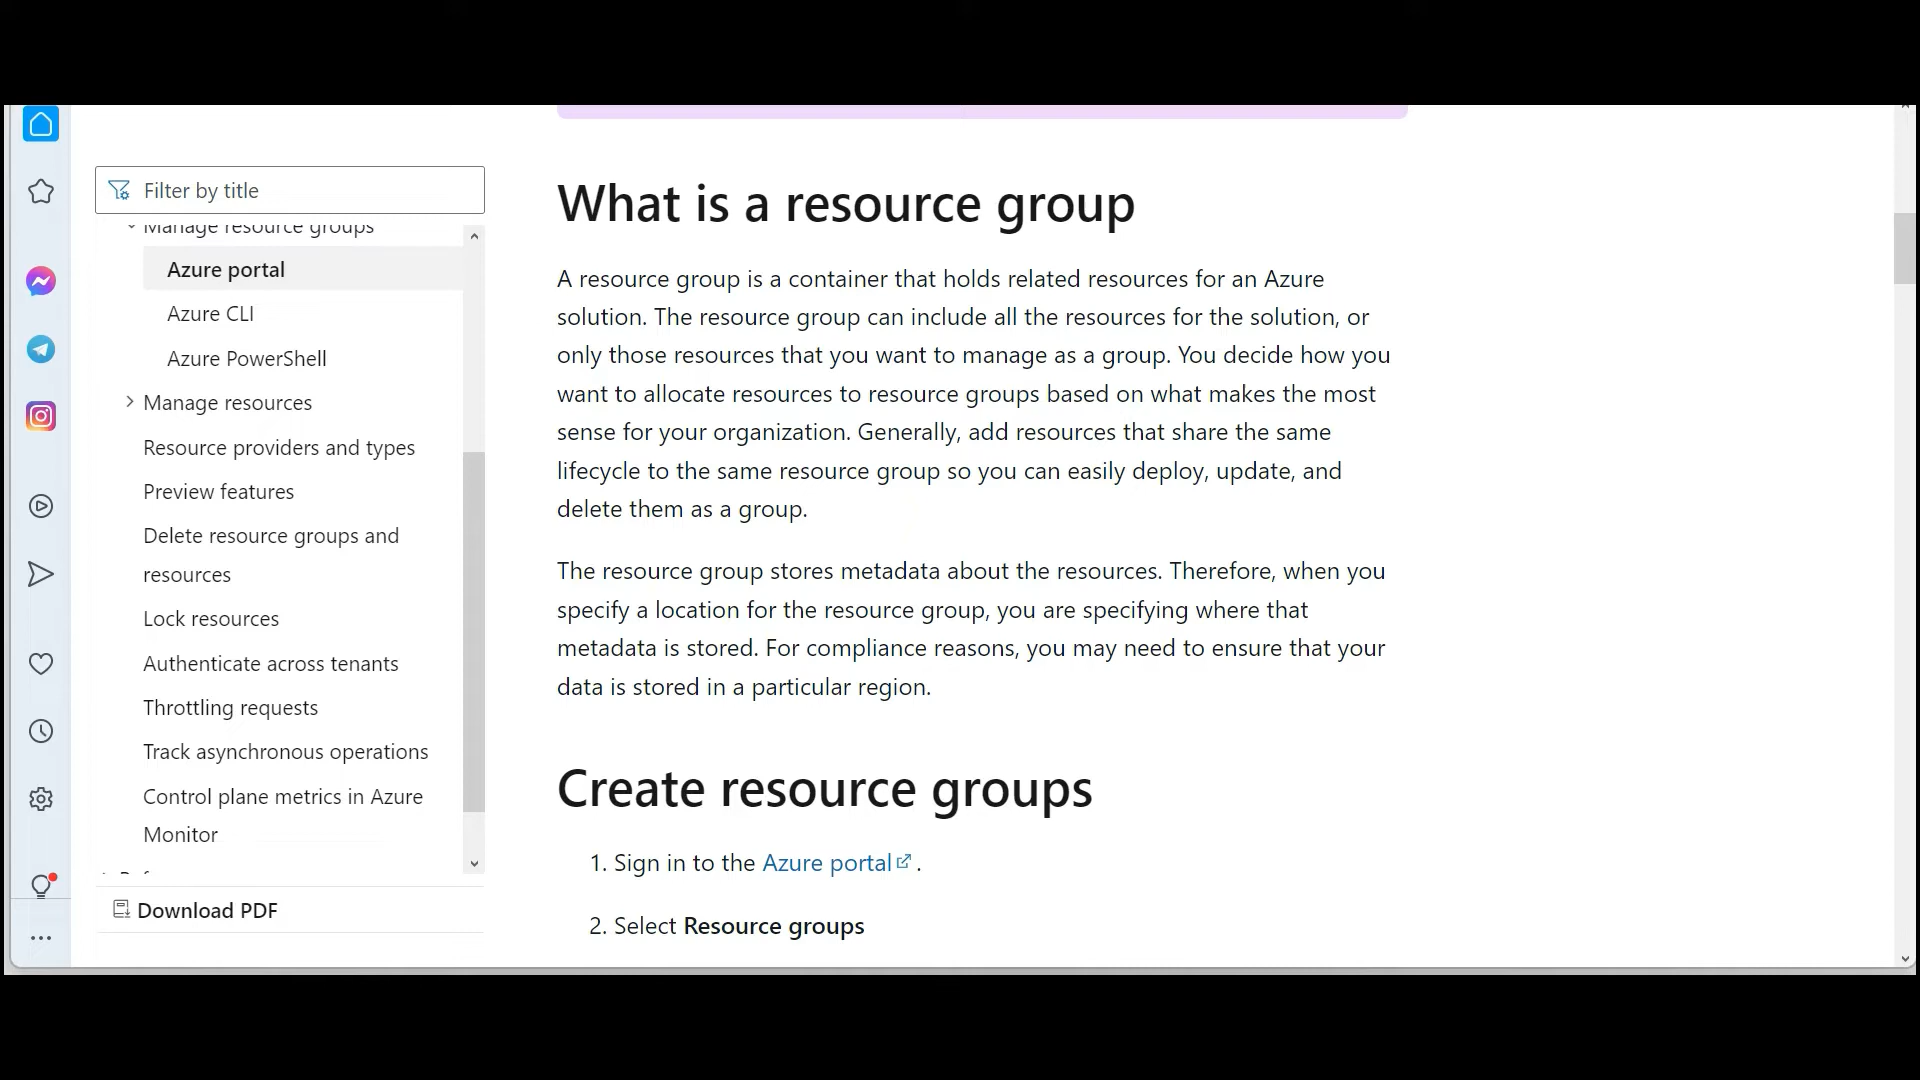 Filter by title
Manage resource groups
Azure portal
Azure CLI
Azure PowerShell
Manage resources
Resource providers and types
Preview features
Delete resource groups and
resources
Lock resources
Authenticate across tenants
Throttling requests
Track asynchronous operations
Control plane metrics in Azure
Monitor
Download PDF
What is a resource group
A resource group is a container that holds related resources for an Azure
solution. The resource group can include all the resources for the solution, or
only those resources that you want to manage as a group. You decide how you
want to allocate resources to resource groups based on what makes the most
sense for your organization. Generally, add resources that share the same
lifecycle to the same resource group so you can easily deploy, update, and
delete them as a group.
The resource group stores metadata about the resources. Therefore, when you
specify a location for the resource group, you are specifying where that
metadata is stored. For compliance reasons, you may need to ensure that your
data is stored in a particular region.
Create resource groups
1. Sign in to the Azure portal .
2. Select Resource groups